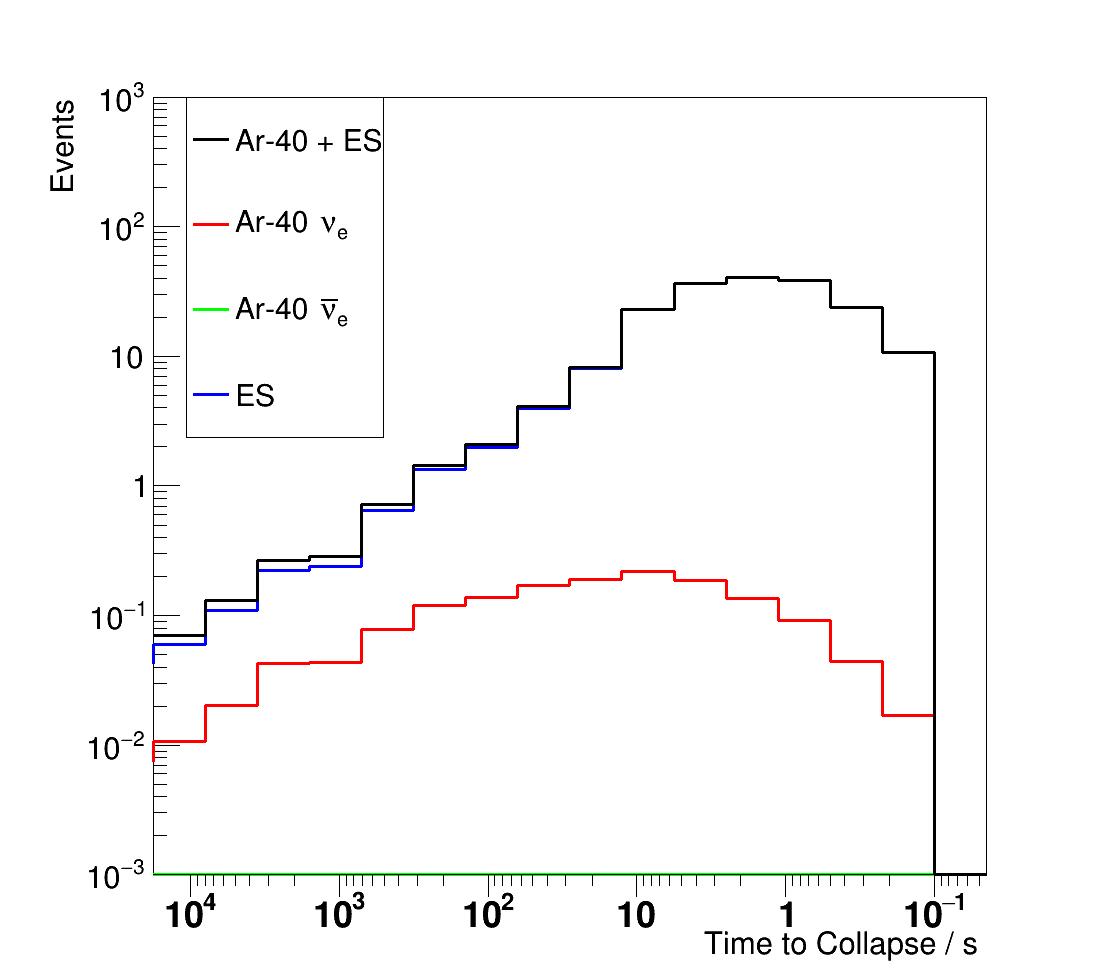 Events
10³
10²
10
1
10⁻¹
10⁻²
10⁻³
Ar-40 + ES
Ar-40 νₑ
Ar-40 ν̅ₑ
ES
10⁴ 10³ 10² 10 1 10⁻¹
Time to Collapse / s